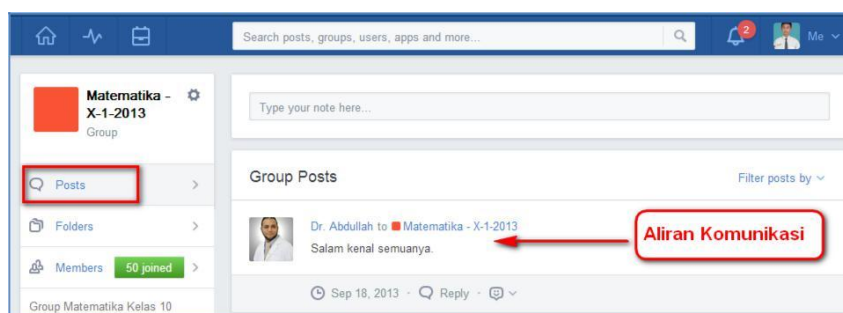 Search posts, groups, users, apps and more...
2
Me
Matematika -
X-1-2013
Group
Posts
Folders
Members
50 joined
Group Matematika Kelas 10
Type your note here...
Group Posts
Filter posts by
Dr. Abdullah to Matematika - X-1-2013
Salam kenal semuanya.
Aliran Komunikasi
Sep 18, 2013 · Reply ·